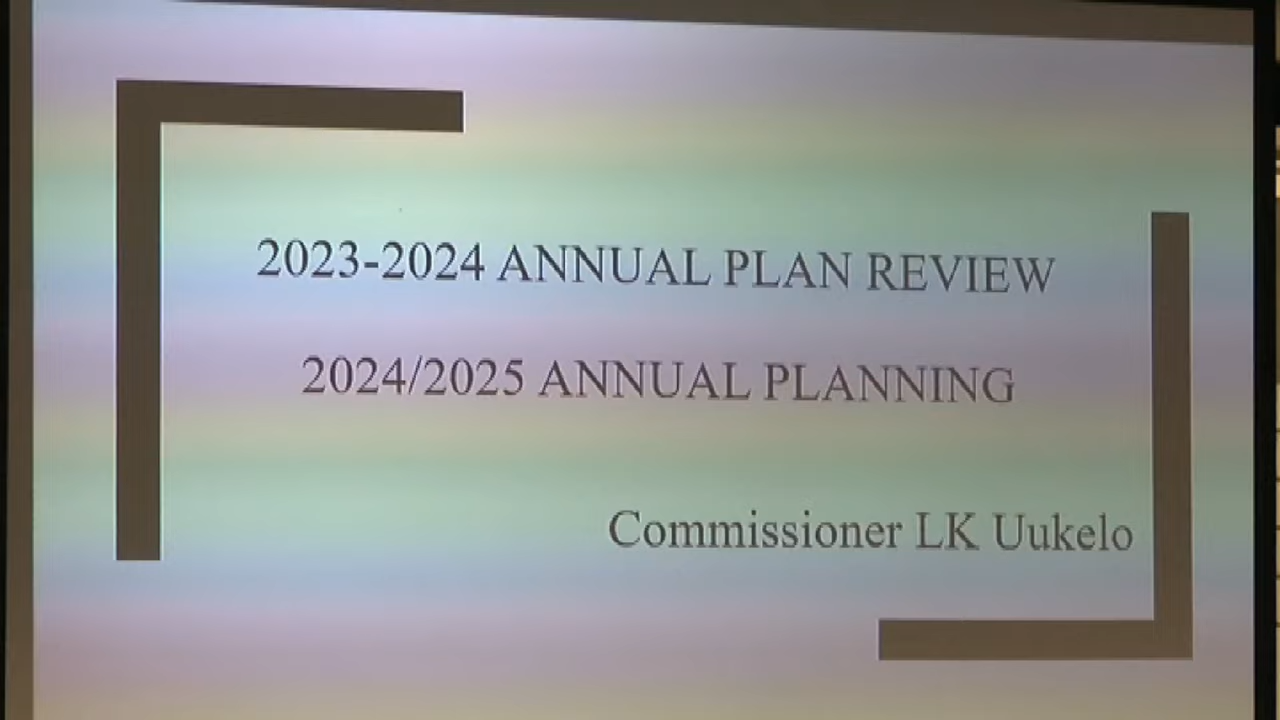 2023-2024 ANNUAL PLAN REVIEW
2024/2025 ANNUAL PLANNING
Commissioner LK Uukelo